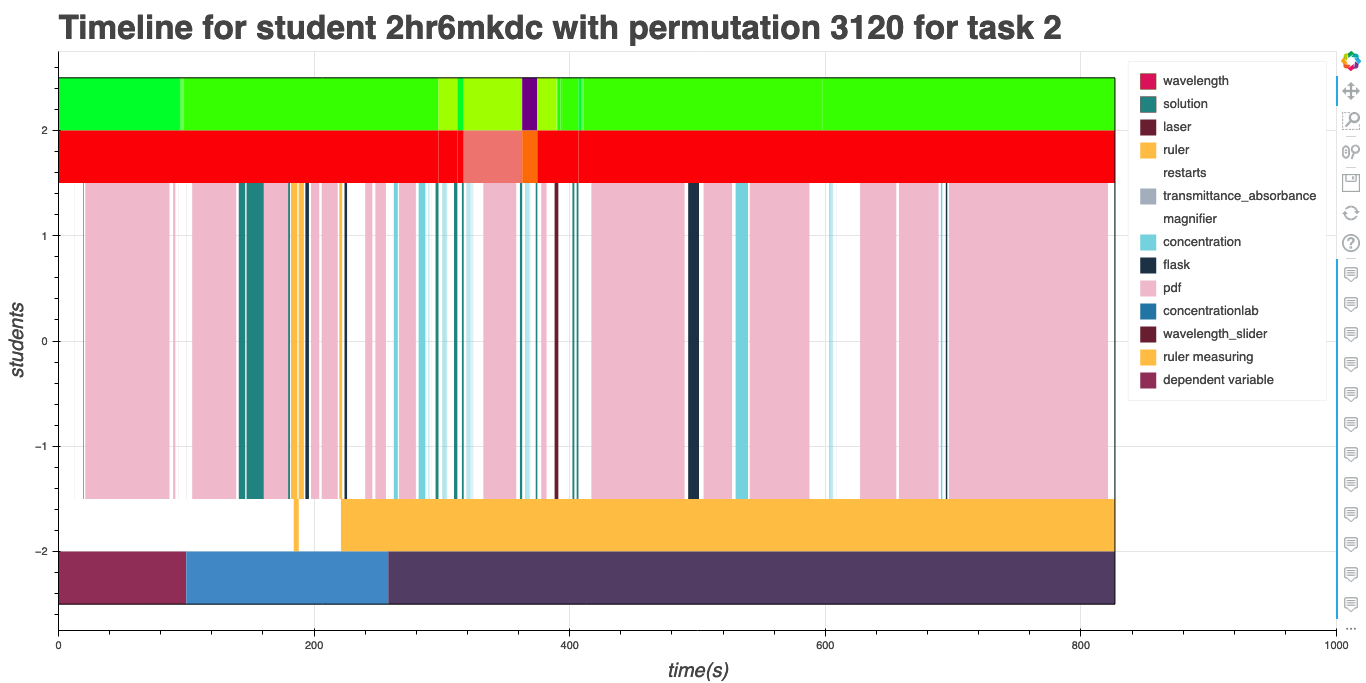 Timeline for student 2hr6mkdc with permutation 3120 for task 2
wavelength
solution
laser
ruler
restarts
transmittance_absorbance
magnifier
concentration
flask
pdf
concentrationlab
wavelength_slider
ruler measuring
dependent variable
students
2
1
0
−1
−2
0
200
400
600
800
1000
time(s)